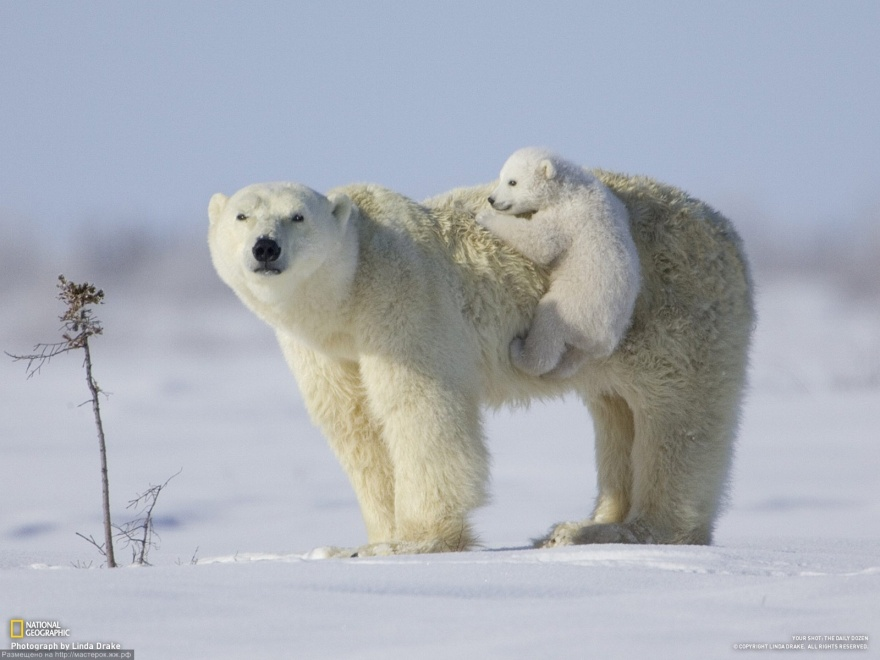 NATIONAL
GEOGRAPHIC
Photograph by Linda Drake
Размещено на http://мастерок.жж.рф
YOUR SHOT: THE DAILY DOZEN
© COPYRIGHT LINDA DRAKE. ALL RIGHTS RESERVED.